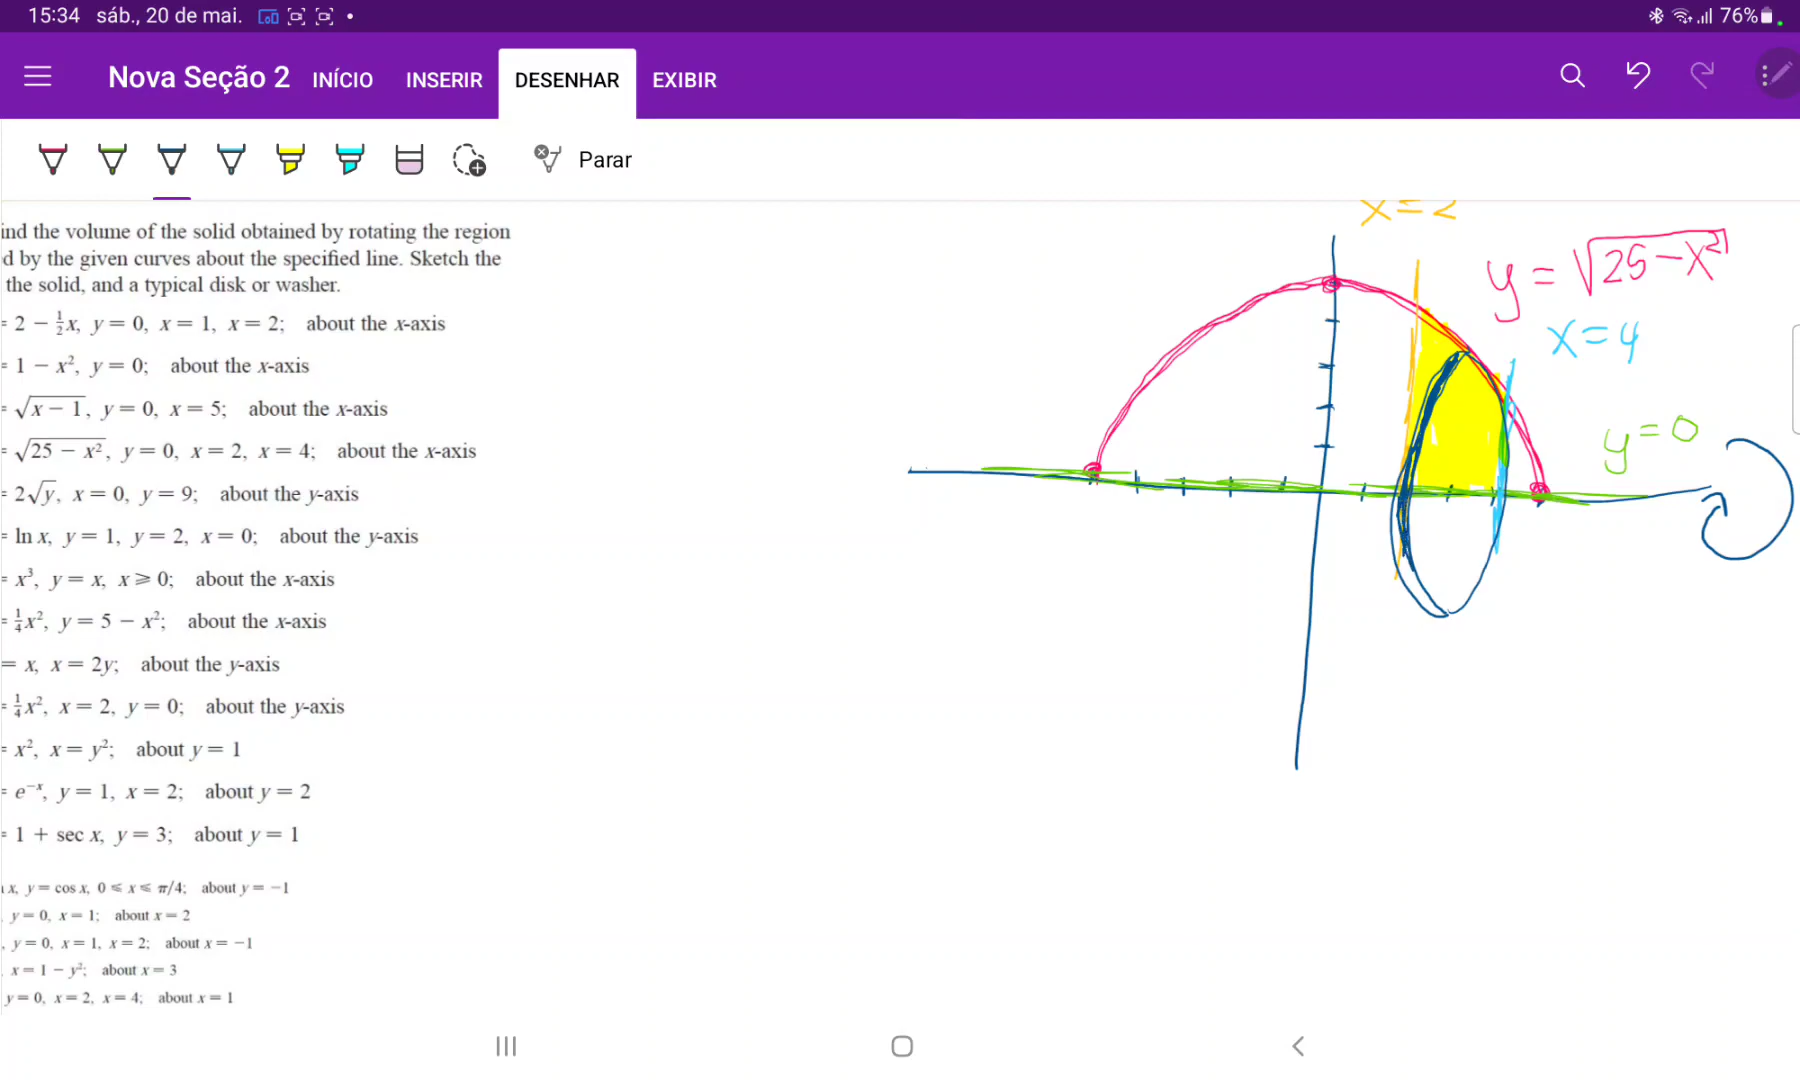 15:34 sáb., 20 de mai. 76%
Nova Seção 2 INÍCIO INSERIR DESENHAR EXIBIR
Parar
ind the volume of the solid obtained by rotating the region
d by the given curves about the specified line. Sketch the
the solid, and a typical disk or washer.
= 2 − ½x, y = 0, x = 1, x = 2; about the x-axis
= 1 − x², y = 0; about the x-axis
= √(x − 1), y = 0, x = 5; about the x-axis
= √(25 − x²), y = 0, x = 2, x = 4; about the x-axis
= 2√y, x = 0, y = 9; about the y-axis
= ln x, y = 1, y = 2, x = 0; about the y-axis
= x³, y = x, x ⩾ 0; about the x-axis
= ¼x², y = 5 − x²; about the x-axis
= x, x = 2y; about the y-axis
= ¼x², x = 2, y = 0; about the y-axis
= x², x = y²; about y = 1
= e⁻ˣ, y = 1, x = 2; about y = 2
= 1 + sec x, y = 3; about y = 1
x, y = cos x, 0 ⩽ x ⩽ π/4; about y = −1
y = 0, x = 1; about x = 2
, y = 0, x = 1, x = 2; about x = −1
x = 1 − y²; about x = 3
y = 0, x = 2, x = 4; about x = 1
x = 2
y = √(25 − x²)
x = 4
y = 0